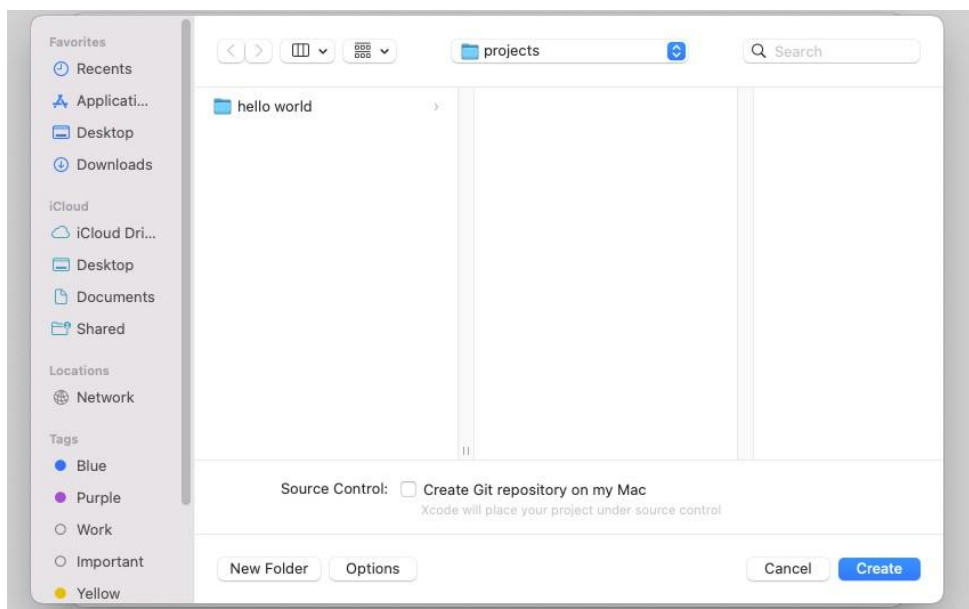 Favorites
Recents
Applicati...
Desktop
Downloads
iCloud
iCloud Dri...
Desktop
Documents
Shared
Locations
Network
Tags
Blue
Purple
Work
Important
Yellow
projects
Search
hello world
Source Control: Create Git repository on my Mac
Xcode will place your project under source control
New Folder Options Cancel Create